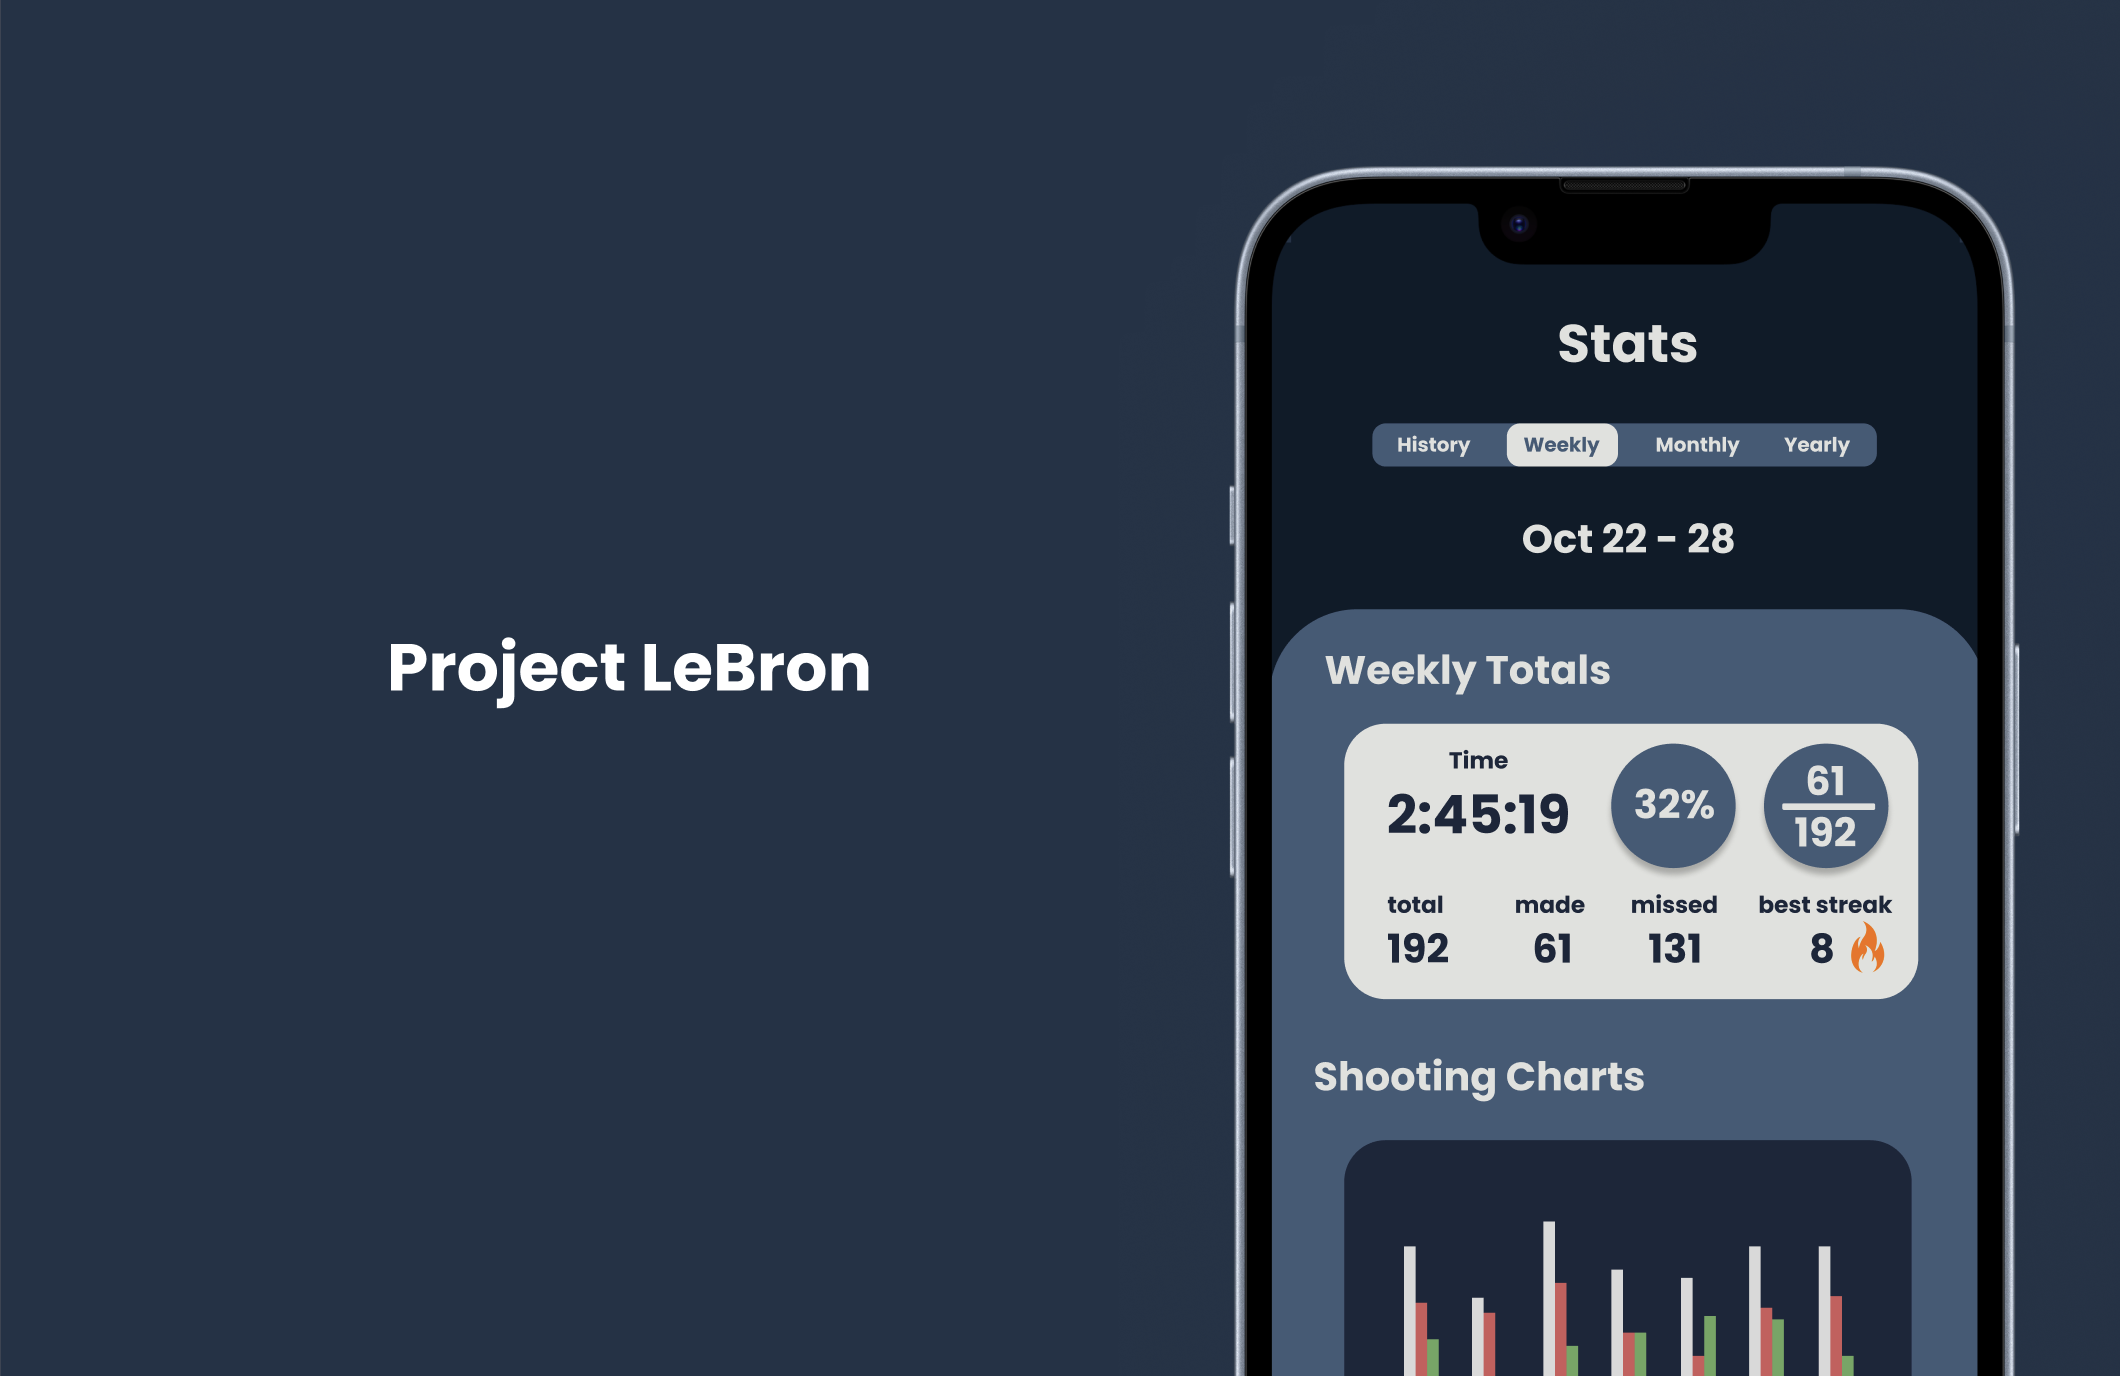 Project LeBron
Stats
History Weekly Monthly Yearly
Oct 22 - 28
Weekly Totals
Time
2:45:19
32%
61
192
total made missed best streak
192 61 131 8
Shooting Charts